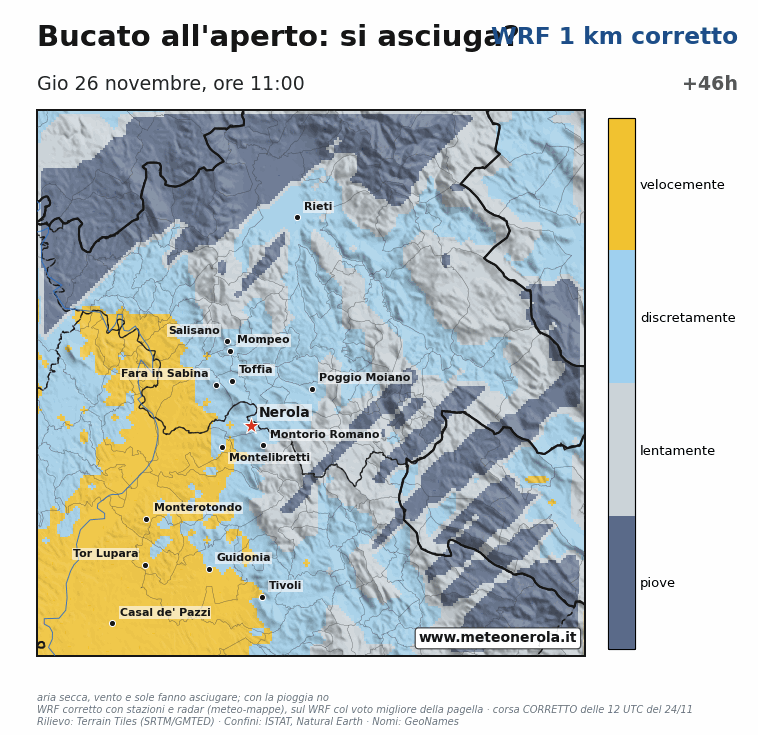 Bucato all'aperto: si asciuga?
WRF 1 km corretto
Gio 26 novembre, ore 11:00
+46h
Rieti
Salisano
Mompeo
Fara in Sabina
Toffia
Poggio Moiano
Nerola
Montorio Romano
Montelibretti
Monterotondo
Tor Lupara
Guidonia
Tivoli
Casal de' Pazzi
www.meteonerola.it
velocemente
discretamente
lentamente
piove
aria secca, vento e sole fanno asciugare; con la pioggia no
WRF corretto con stazioni e radar (meteo-mappe), sul WRF col voto migliore della pagella · corsa CORRETTO delle 12 UTC del 24/11
Rilievo: Terrain Tiles (SRTM/GMTED) · Confini: ISTAT, Natural Earth · Nomi: GeoNames